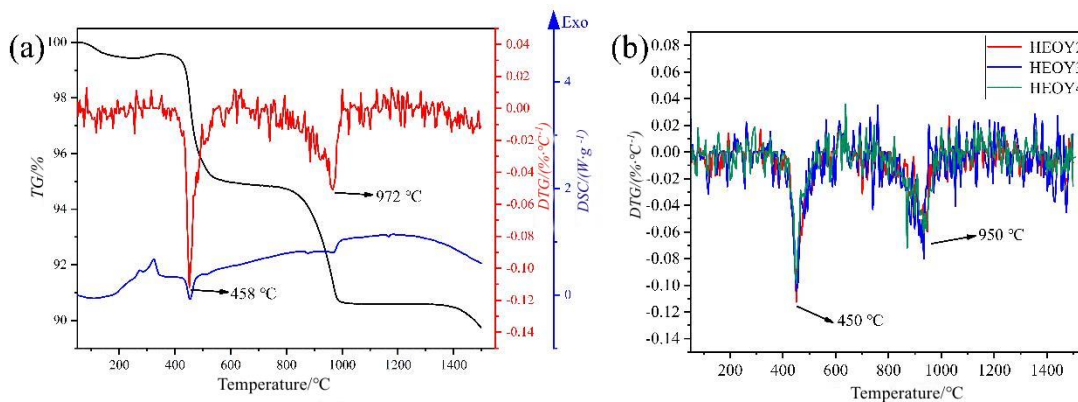 (a)
TG/%
100
98
96
94
92
90
200 400 600 800 1000 1200 1400
Temperature/℃
0.04
0.02
0.00
-0.02
-0.04
-0.06
-0.08
-0.10
-0.12
-0.14
DTG/(%·℃⁻¹)
Exo
4
2
0
DSC/(W·g⁻¹)
972 ℃
458 ℃
(b)
DTG/(%·℃⁻¹)
0.08
0.06
0.04
0.02
0.00
-0.02
-0.04
-0.06
-0.08
-0.10
-0.12
-0.14
200 400 600 800 1000 1200 1400
Temperature/℃
HEOY2
HEOY3
HEOY4
950 ℃
450 ℃